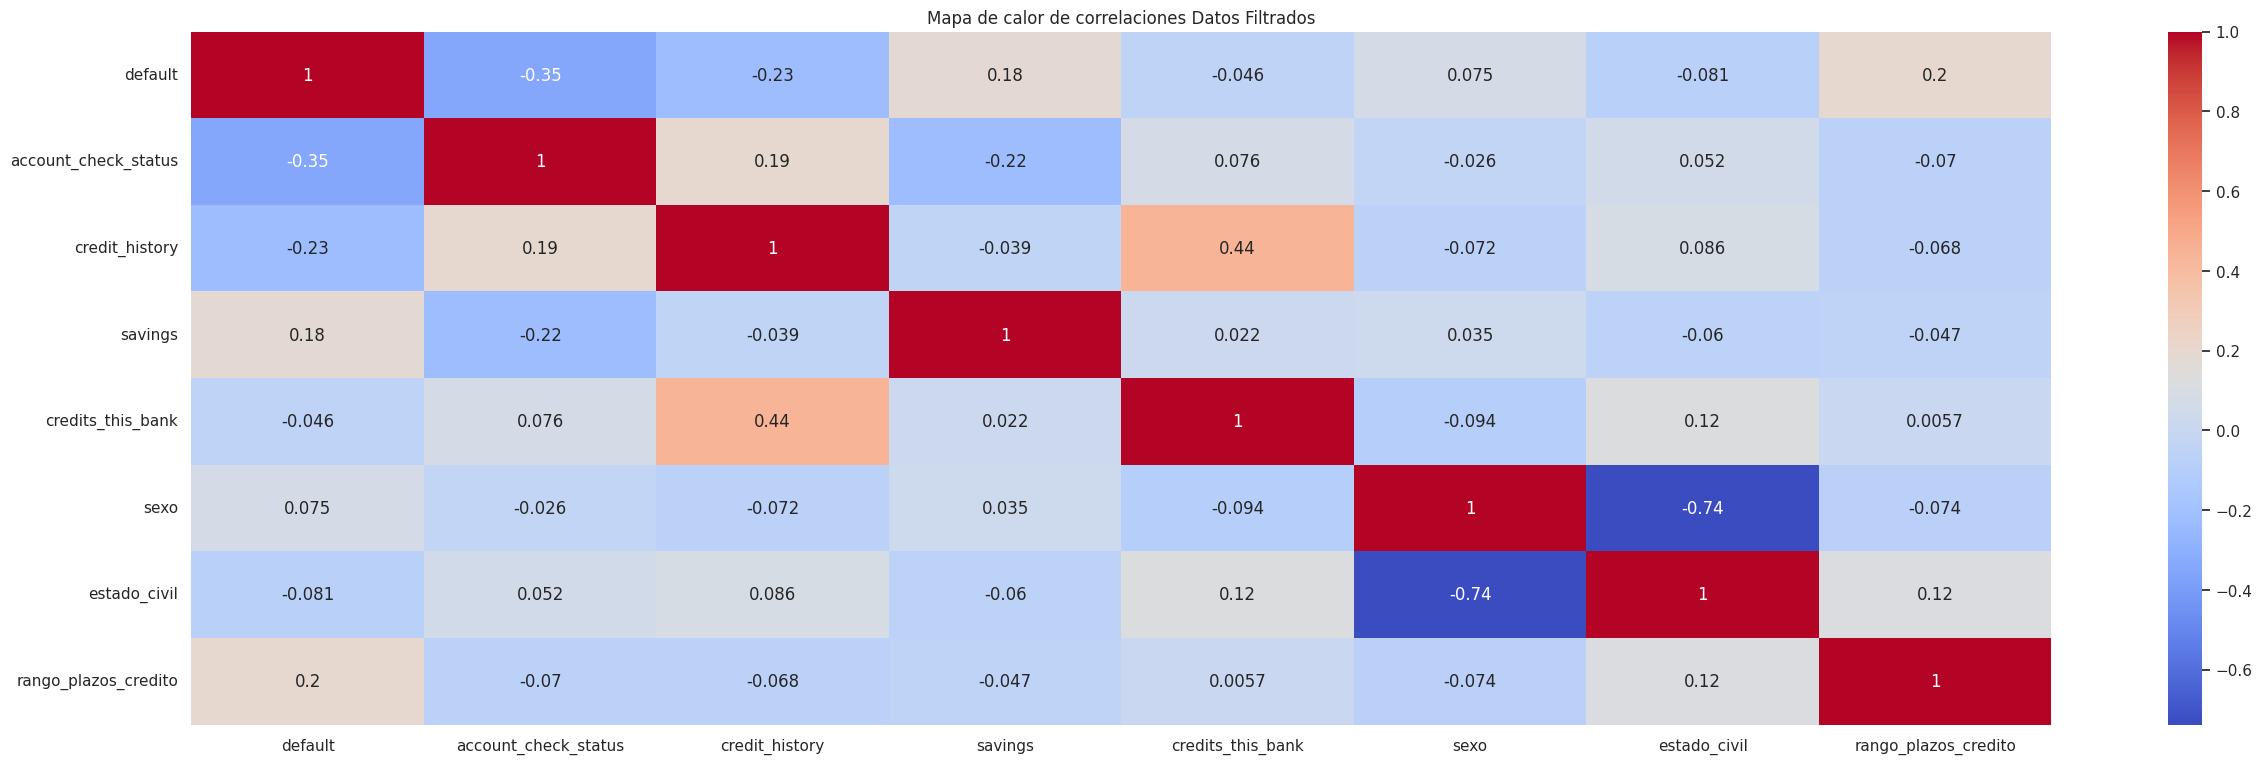 Mapa de calor de correlaciones Datos Filtrados
default 1 -0.35 -0.23 0.18 -0.046 0.075 -0.081 0.2
account_check_status -0.35 1 0.19 -0.22 0.076 -0.026 0.052 -0.07
credit_history -0.23 0.19 1 -0.039 0.44 -0.072 0.086 -0.068
savings 0.18 -0.22 -0.039 1 0.022 0.035 -0.06 -0.047
credits_this_bank -0.046 0.076 0.44 0.022 1 -0.094 0.12 0.0057
sexo 0.075 -0.026 -0.072 0.035 -0.094 1 -0.74 -0.074
estado_civil -0.081 0.052 0.086 -0.06 0.12 -0.74 1 0.12
rango_plazos_credito 0.2 -0.07 -0.068 -0.047 0.0057 -0.074 0.12 1
default account_check_status credit_history savings credits_this_bank sexo estado_civil rango_plazos_credito
1.0
0.8
0.6
0.4
0.2
0.0
−0.2
−0.4
−0.6